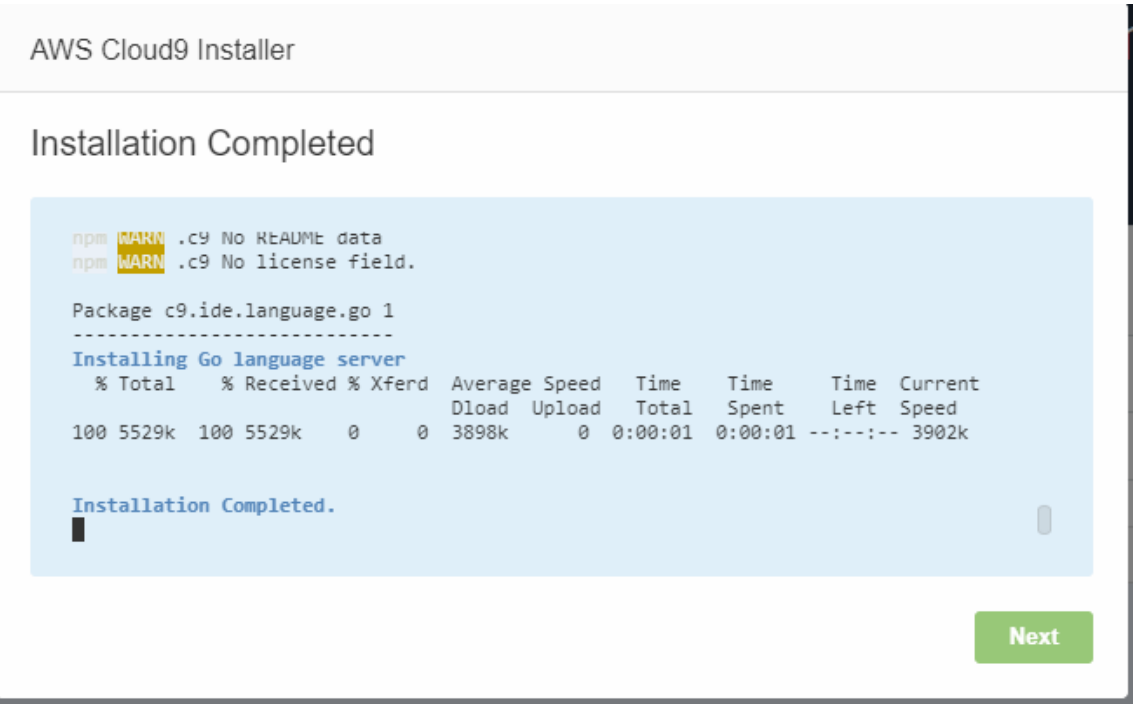 AWS Cloud9 Installer
Installation Completed
npm WARN .c9 No README data
npm WARN .c9 No license field.
Package c9.ide.language.go 1
----------------------------
Installing Go language server
% Total % Received % Xferd Average Speed Time Time Time Current
Dload Upload Total Spent Left Speed
100 5529k 100 5529k 0 0 3898k 0 0:00:01 0:00:01 --:--:-- 3902k
Installation Completed.
Next